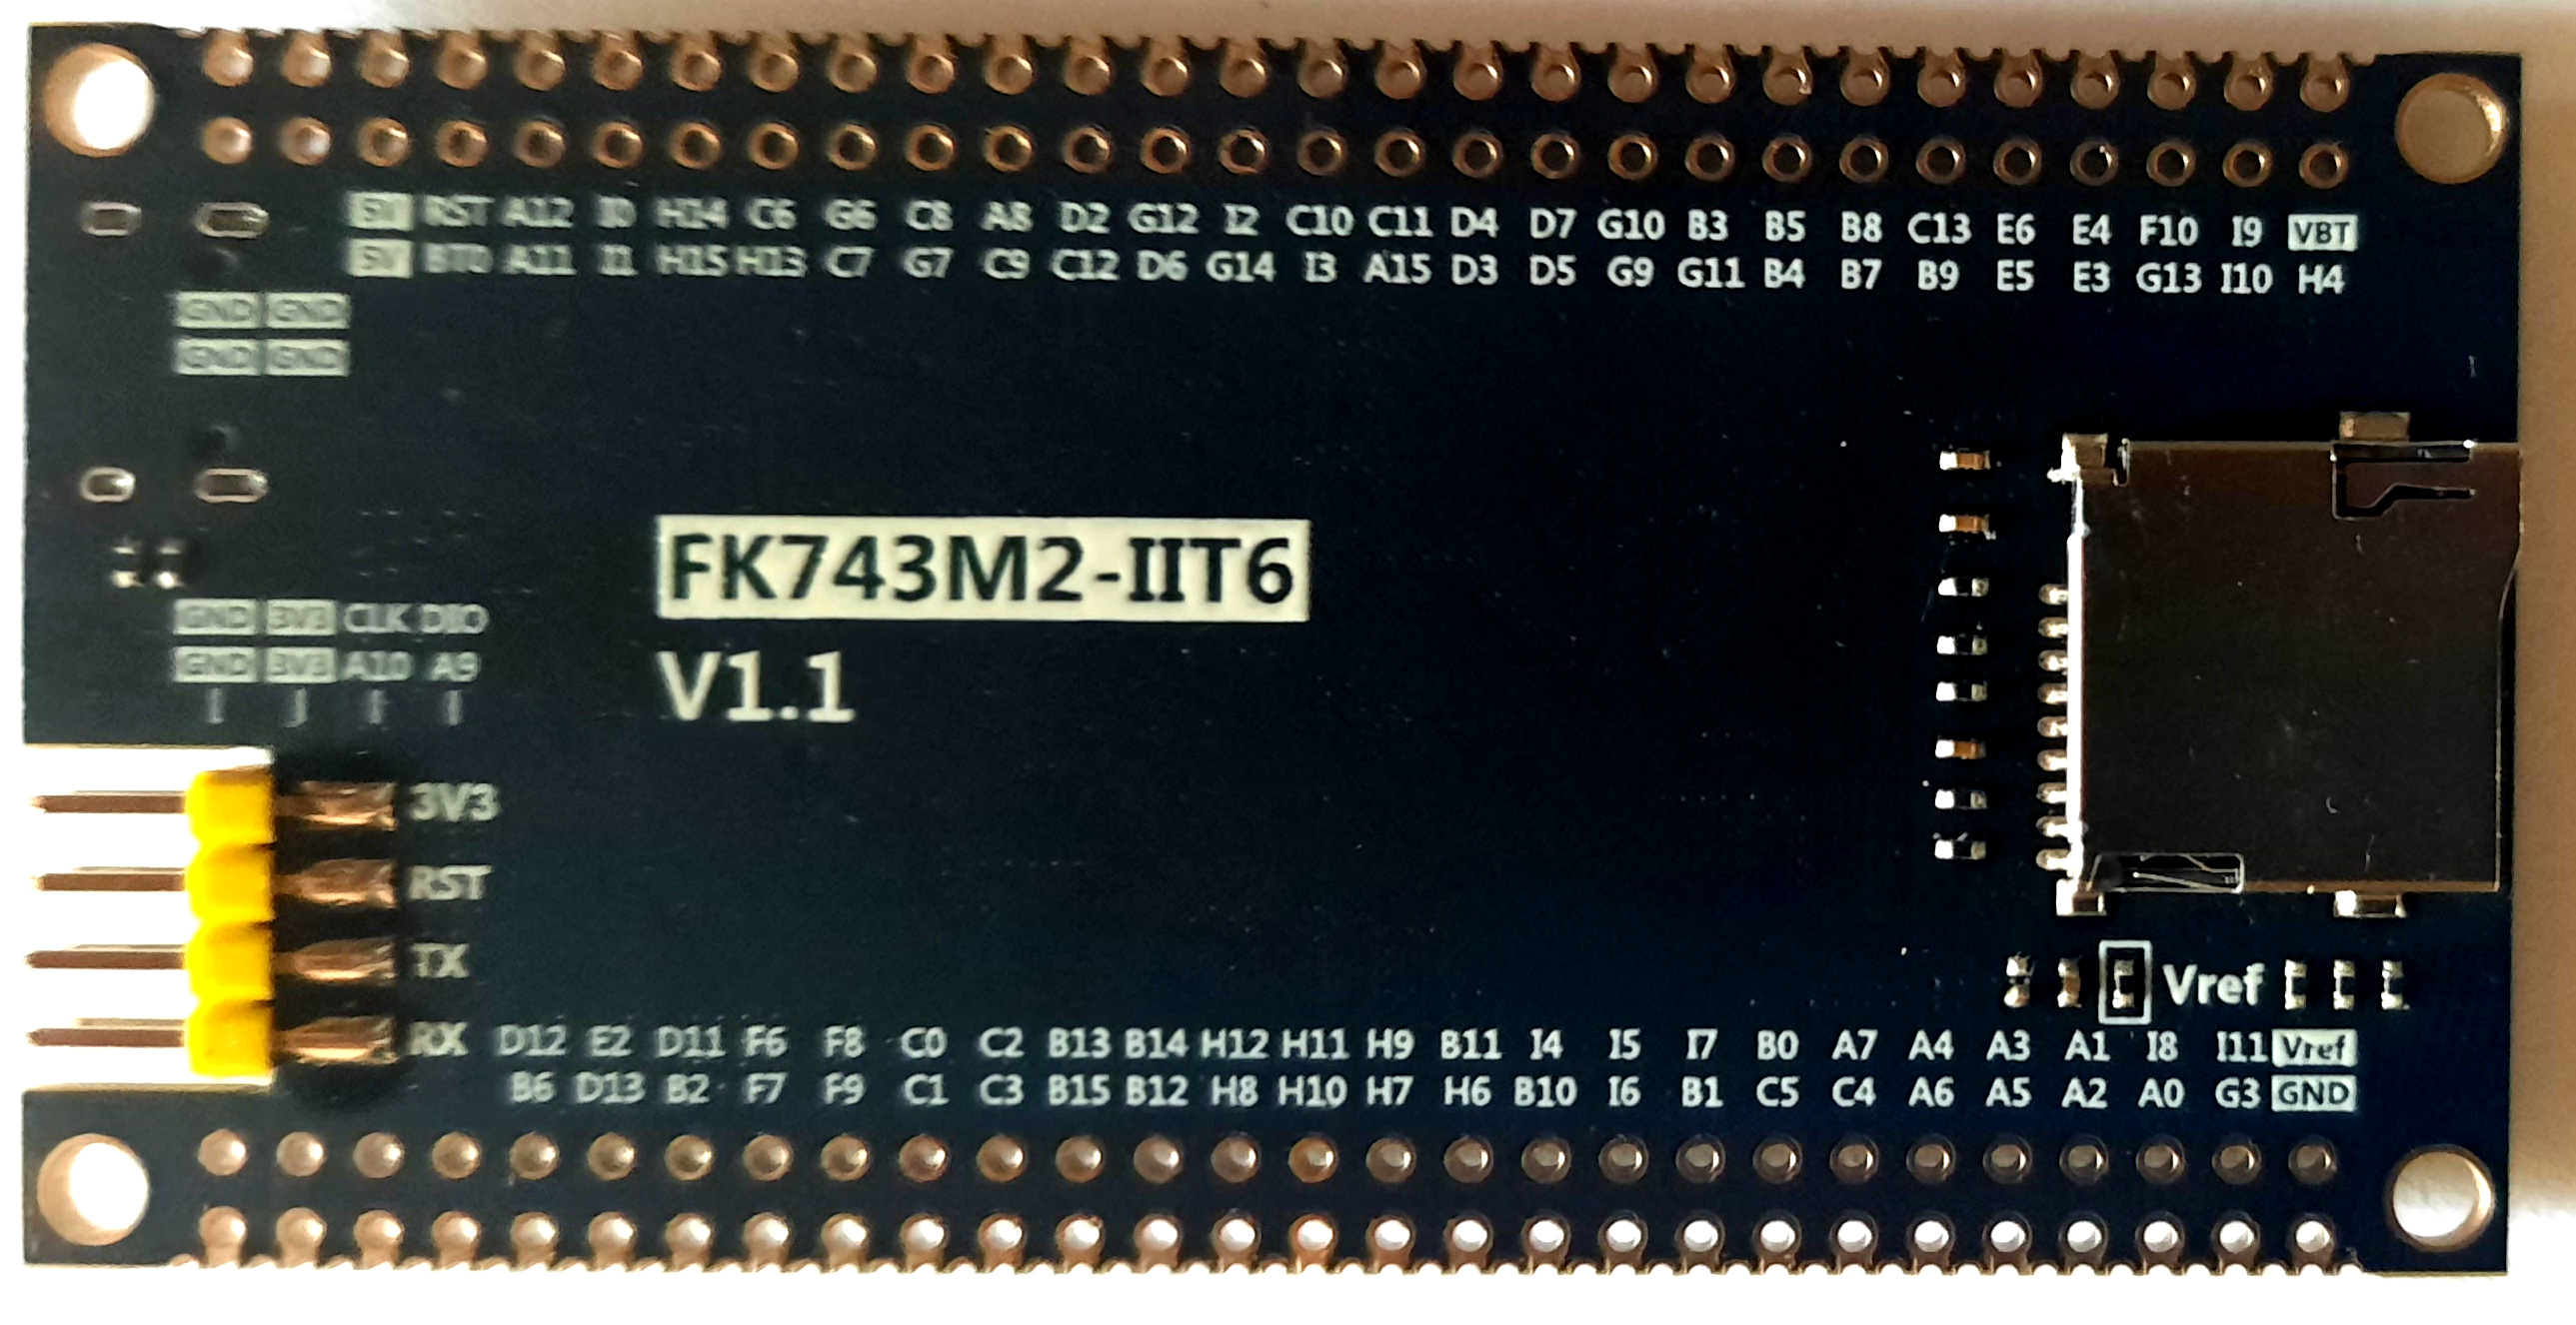 5V RST A12 I0 H14 C6 G6 C8 A8 D2 G12 I2 C10 C11 D4 D7 G10 B3 B5 B8 C13 E6 E4 F10 I9 VBT
5V BT0 A11 I1 H15 H13 C7 G7 C9 C12 D6 G14 I3 A15 D3 D5 G9 G11 B4 B7 B9 E5 E3 G13 I10 H4
GND GND
GND GND
FK743M2-IIT6
V1.1
GND 3V3 CLK DIO
GND 3V3 A10 A9
3V3
RST
TX
RX
Vref
D12 E2 D11 F6 F8 C0 C2 B13 B14 H12 H11 H9 B11 I4 I5 I7 B0 A7 A4 A3 A1 I8 I11 Vref
B6 D13 B2 F7 F9 C1 C3 B15 B12 H8 H10 H7 H6 B10 I6 B1 C5 C4 A6 A5 A2 A0 G3 GND